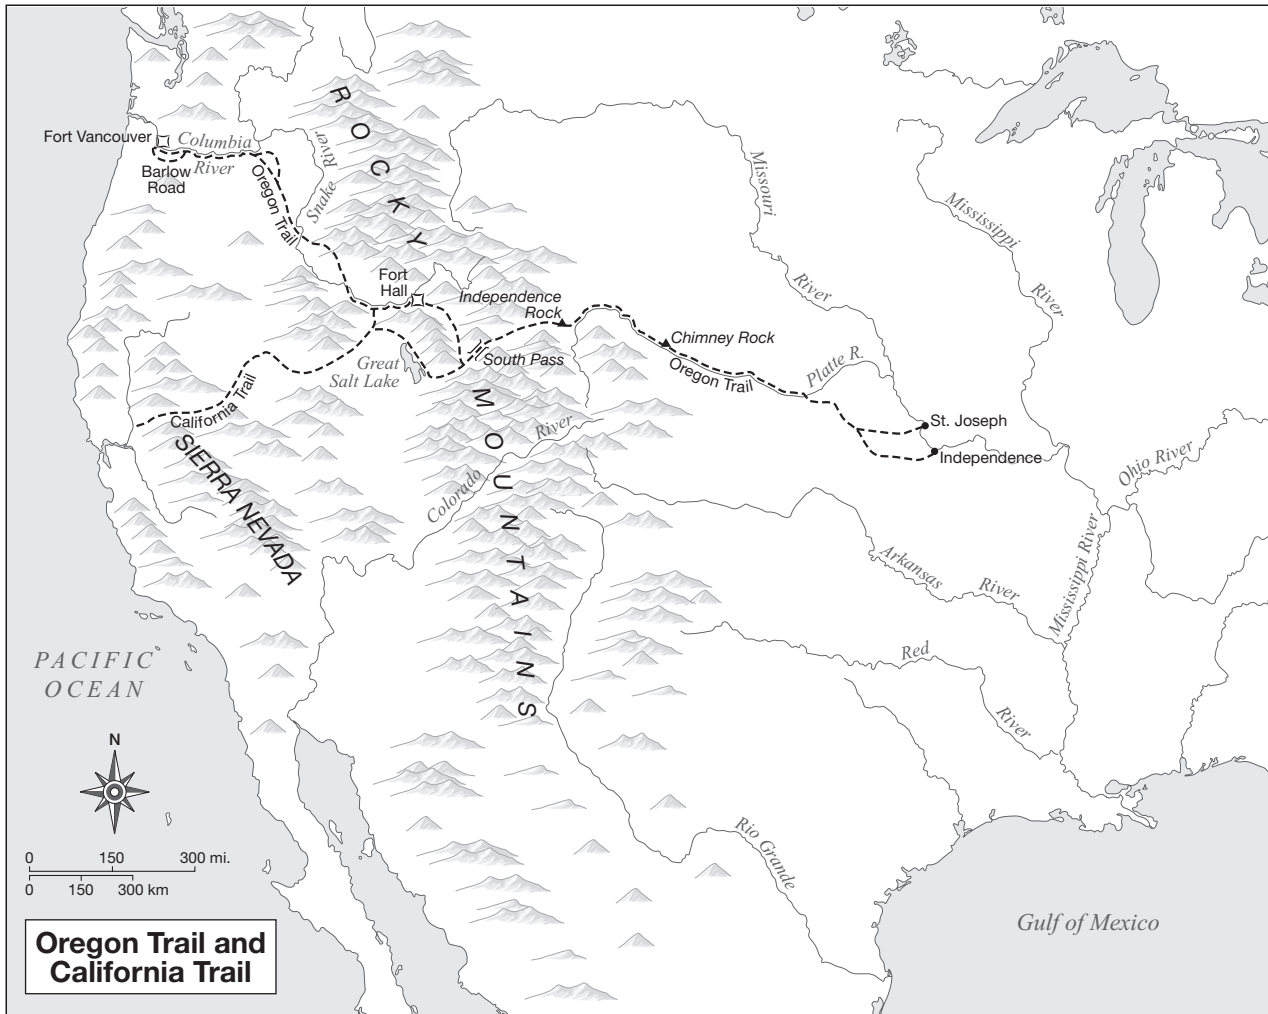 ROCKY
MOUNTAINS
Fort Vancouver
Columbia
River
Barlow
Road
Oregon Trail
Snake
River
Missouri
River
Mississippi
River
Fort
Hall
Independence
Rock
South Pass
Great
Salt Lake
Chimney Rock
Oregon Trail
Platte R.
St. Joseph
Independence
California Trail
SIERRA NEVADA
Colorado
River
Ohio River
Mississippi River
Arkansas
River
Red
River
Rio Grande
PACIFIC
OCEAN
Gulf of Mexico
N
0 150 300 mi.
0 150 300 km
Oregon Trail and
California Trail